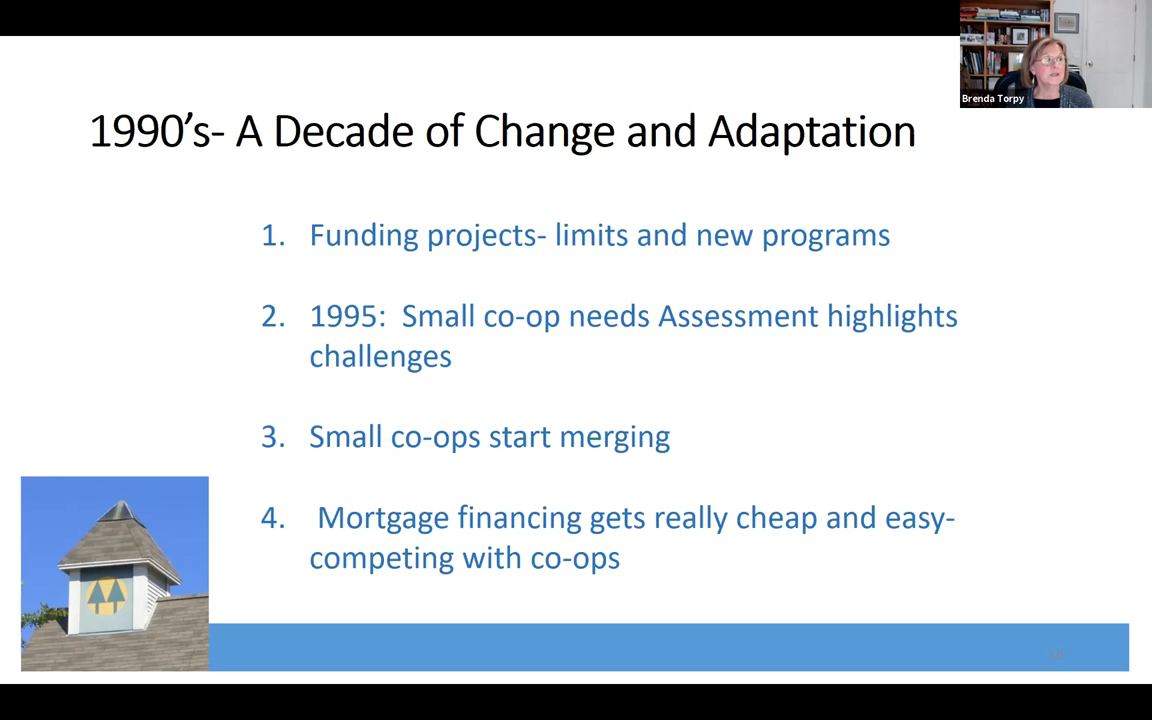 Brenda Torpy
1990’s- A Decade of Change and Adaptation
1. Funding projects- limits and new programs
2. 1995:  Small co-op needs Assessment highlights
challenges
3. Small co-ops start merging
4. Mortgage financing gets really cheap and easy-
competing with co-ops